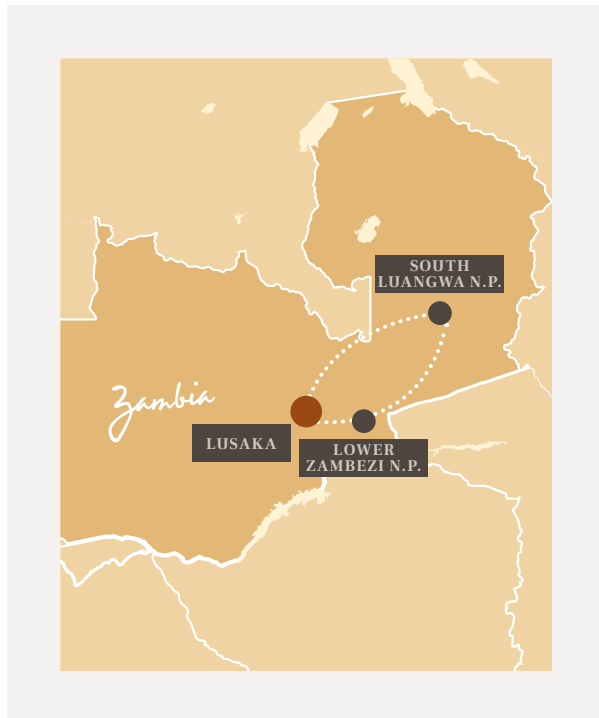 SOUTH
LUANGWA N.P.
Zambia
LUSAKA
LOWER
ZAMBEZI N.P.